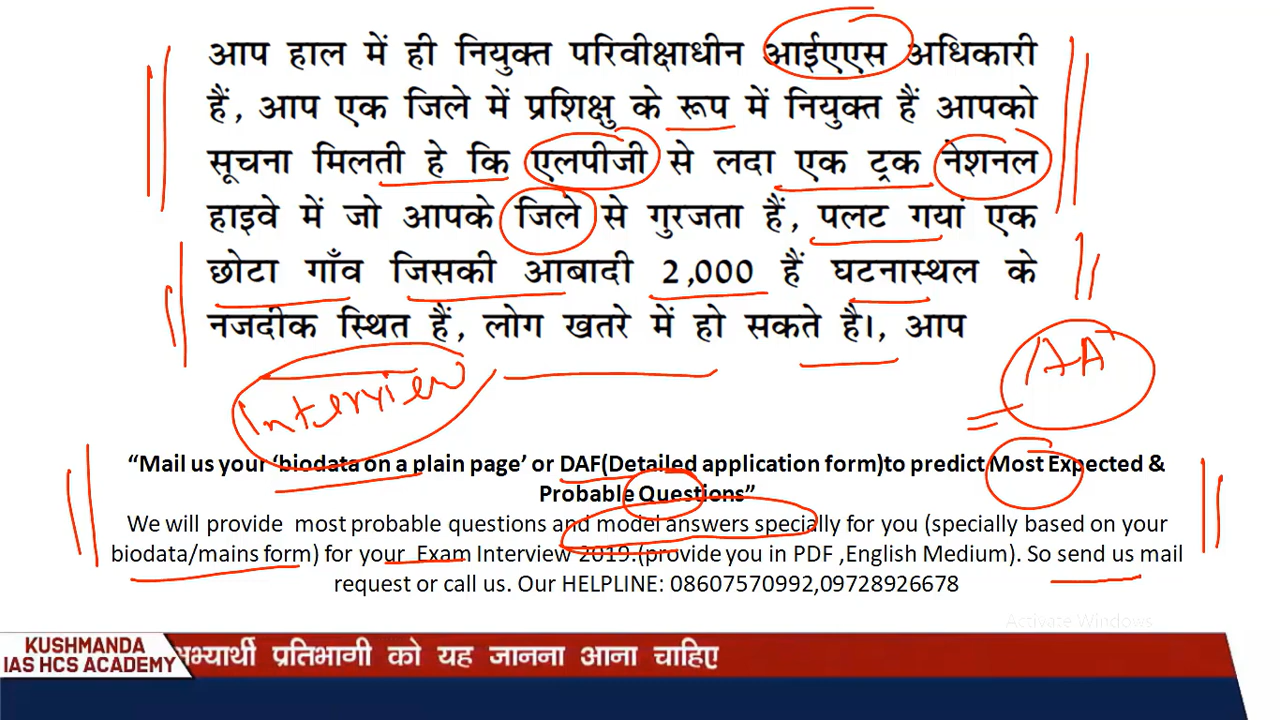 आप हाल में ही नियुक्त परिवीक्षाधीन आईएएस अधिकारी
हैं, आप एक जिले में प्रशिक्षु के रूप में नियुक्त हैं आपको
सूचना मिलती हे कि एलपीजी से लदा एक ट्रक नेशनल
हाइवे में जो आपके जिले से गुरजता हैं, पलट गयां एक
छोटा गाँव जिसकी आबादी 2,000 हैं घटनास्थल के
नजदीक स्थित हैं, लोग खतरे में हो सकते है।, आप
Interview
“Mail us your ‘biodata on a plain page’ or DAF(Detailed application form)to predict Most Expected &
Probable Questions”
We will provide most probable questions and model answers specially for you (specially based on your
biodata/mains form) for your Exam Interview 2019.(provide you in PDF ,English Medium). So send us mail
request or call us. Our HELPLINE: 08607570992,09728926678
Activate Windows
KUSHMANDA
IAS HCS ACADEMY
अभ्यार्थी प्रतिभागी को यह जानना आना चाहिए